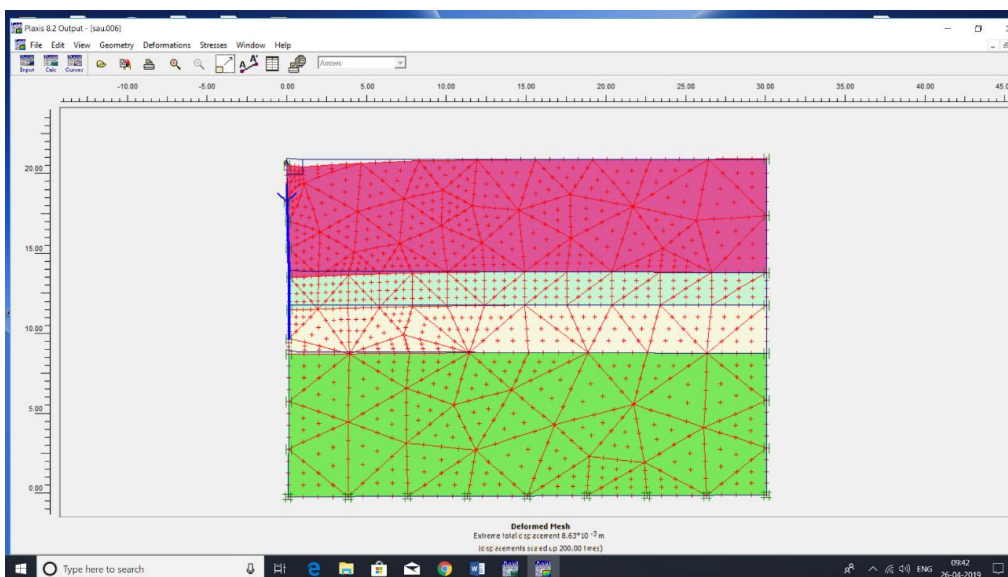 Plaxis 8.2 Output - [sau.006]
File Edit View Geometry Deformations Stresses Window Help
Input Calc Curves Arrows
-10.00 -5.00 0.00 5.00 10.00 15.00 20.00 25.00 30.00 35.00 40.00 45.0
20.00
15.00
10.00
5.00
0.00
A
Deformed Mesh
Extreme total displacement 8.63*10 -3 m
(displacements scaled up 200.00 times)
Type here to search
ENG
09:42
26-04-2019